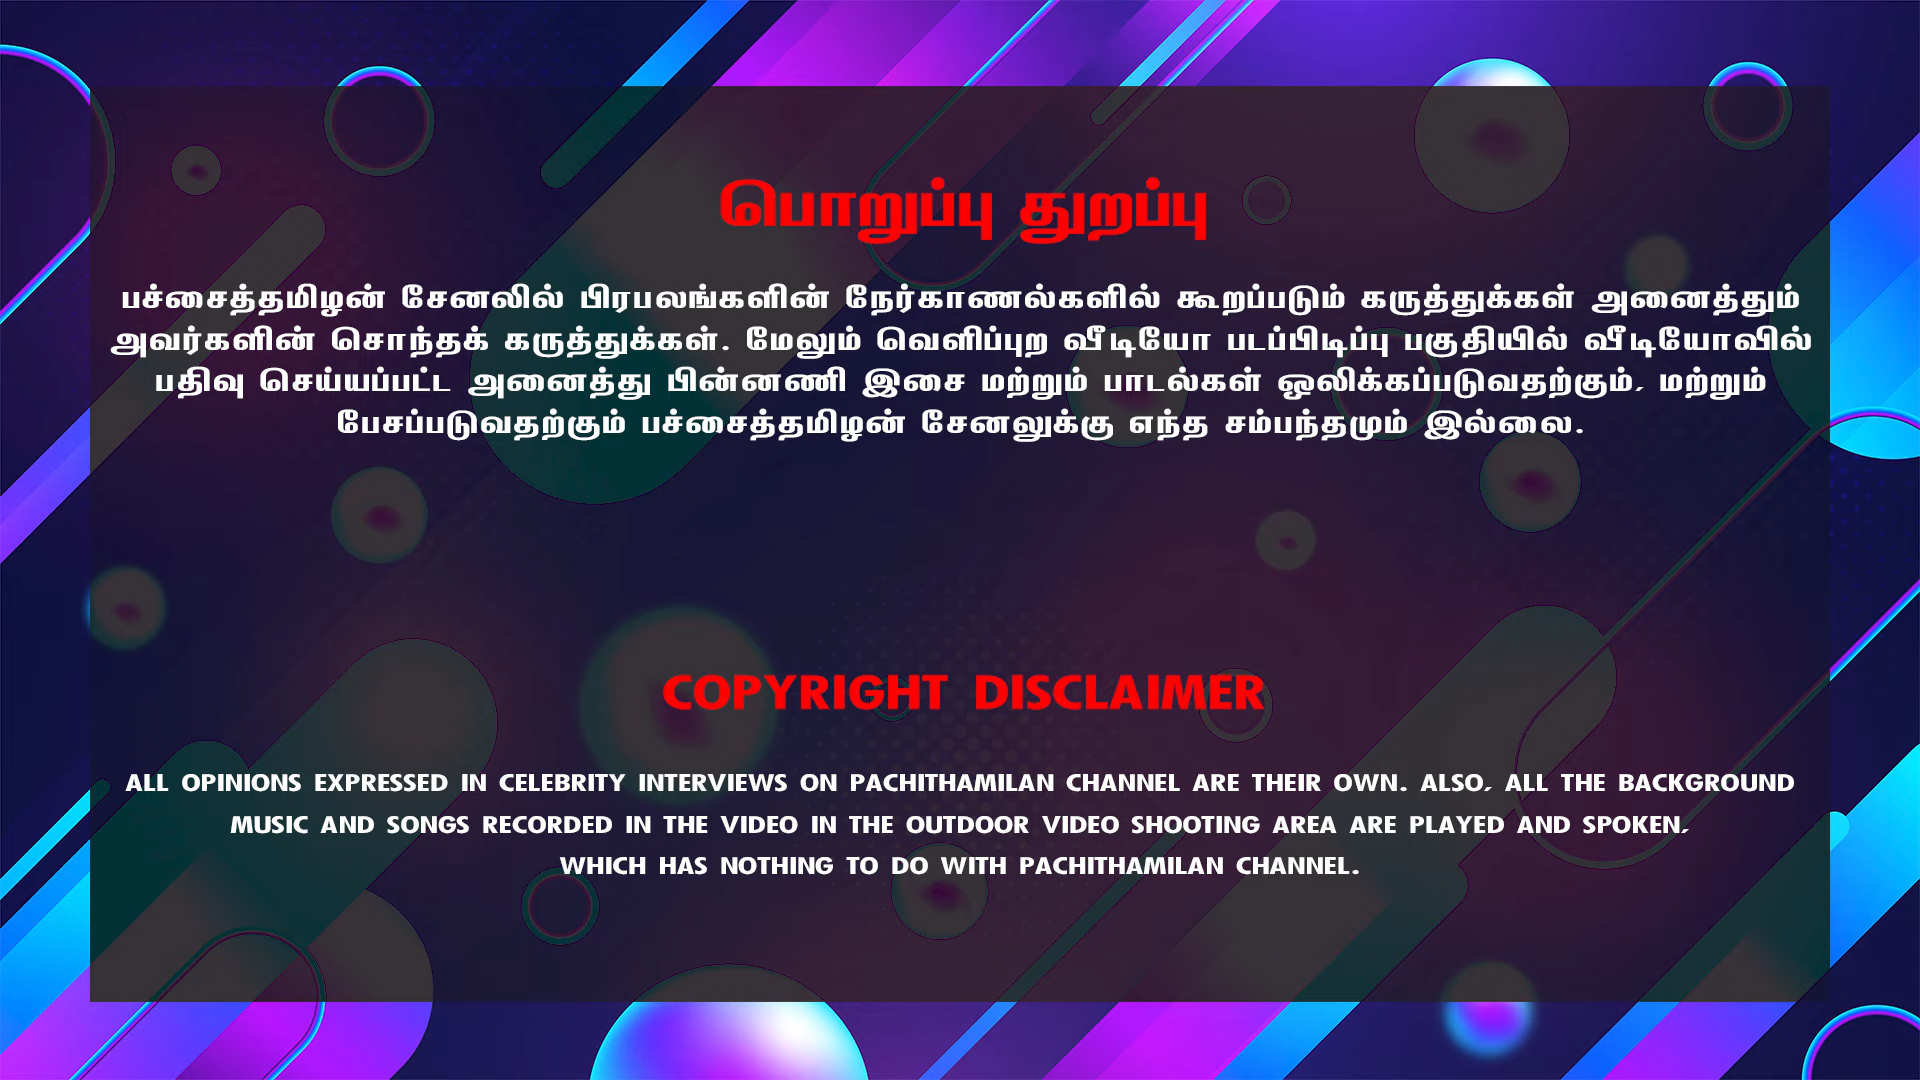 பொறுப்பு துறப்பு
பச்சைத்தமிழன் சேனலில் பிரபலங்களின் நேர்காணல்களில் கூறப்படும் கருத்துக்கள் அனைத்தும்
அவர்களின் சொந்தக் கருத்துக்கள். மேலும் வெளிப்புற வீடியோ படப்பிடிப்பு பகுதியில் வீடியோவில்
பதிவு செய்யப்பட்ட அனைத்து பின்னணி இசை மற்றும் பாடல்கள் ஒலிக்கப்படுவதற்கும், மற்றும்
பேசப்படுவதற்கும் பச்சைத்தமிழன் சேனலுக்கு எந்த சம்பந்தமும் இல்லை.
COPYRIGHT DISCLAIMER
ALL OPINIONS EXPRESSED IN CELEBRITY INTERVIEWS ON PACHITHAMILAN CHANNEL ARE THEIR OWN. ALSO, ALL THE BACKGROUND
MUSIC AND SONGS RECORDED IN THE VIDEO IN THE OUTDOOR VIDEO SHOOTING AREA ARE PLAYED AND SPOKEN,
WHICH HAS NOTHING TO DO WITH PACHITHAMILAN CHANNEL.